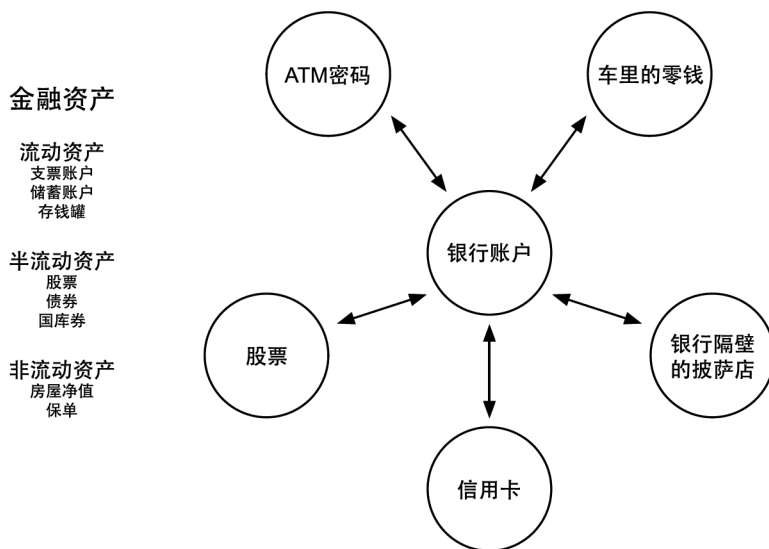 金融资产
流动资产
支票账户
储蓄账户
存钱罐
半流动资产
股票
债券
国库券
非流动资产
房屋净值
保单
ATM密码
车里的零钱
银行账户
股票
银行隔壁
的披萨店
信用卡